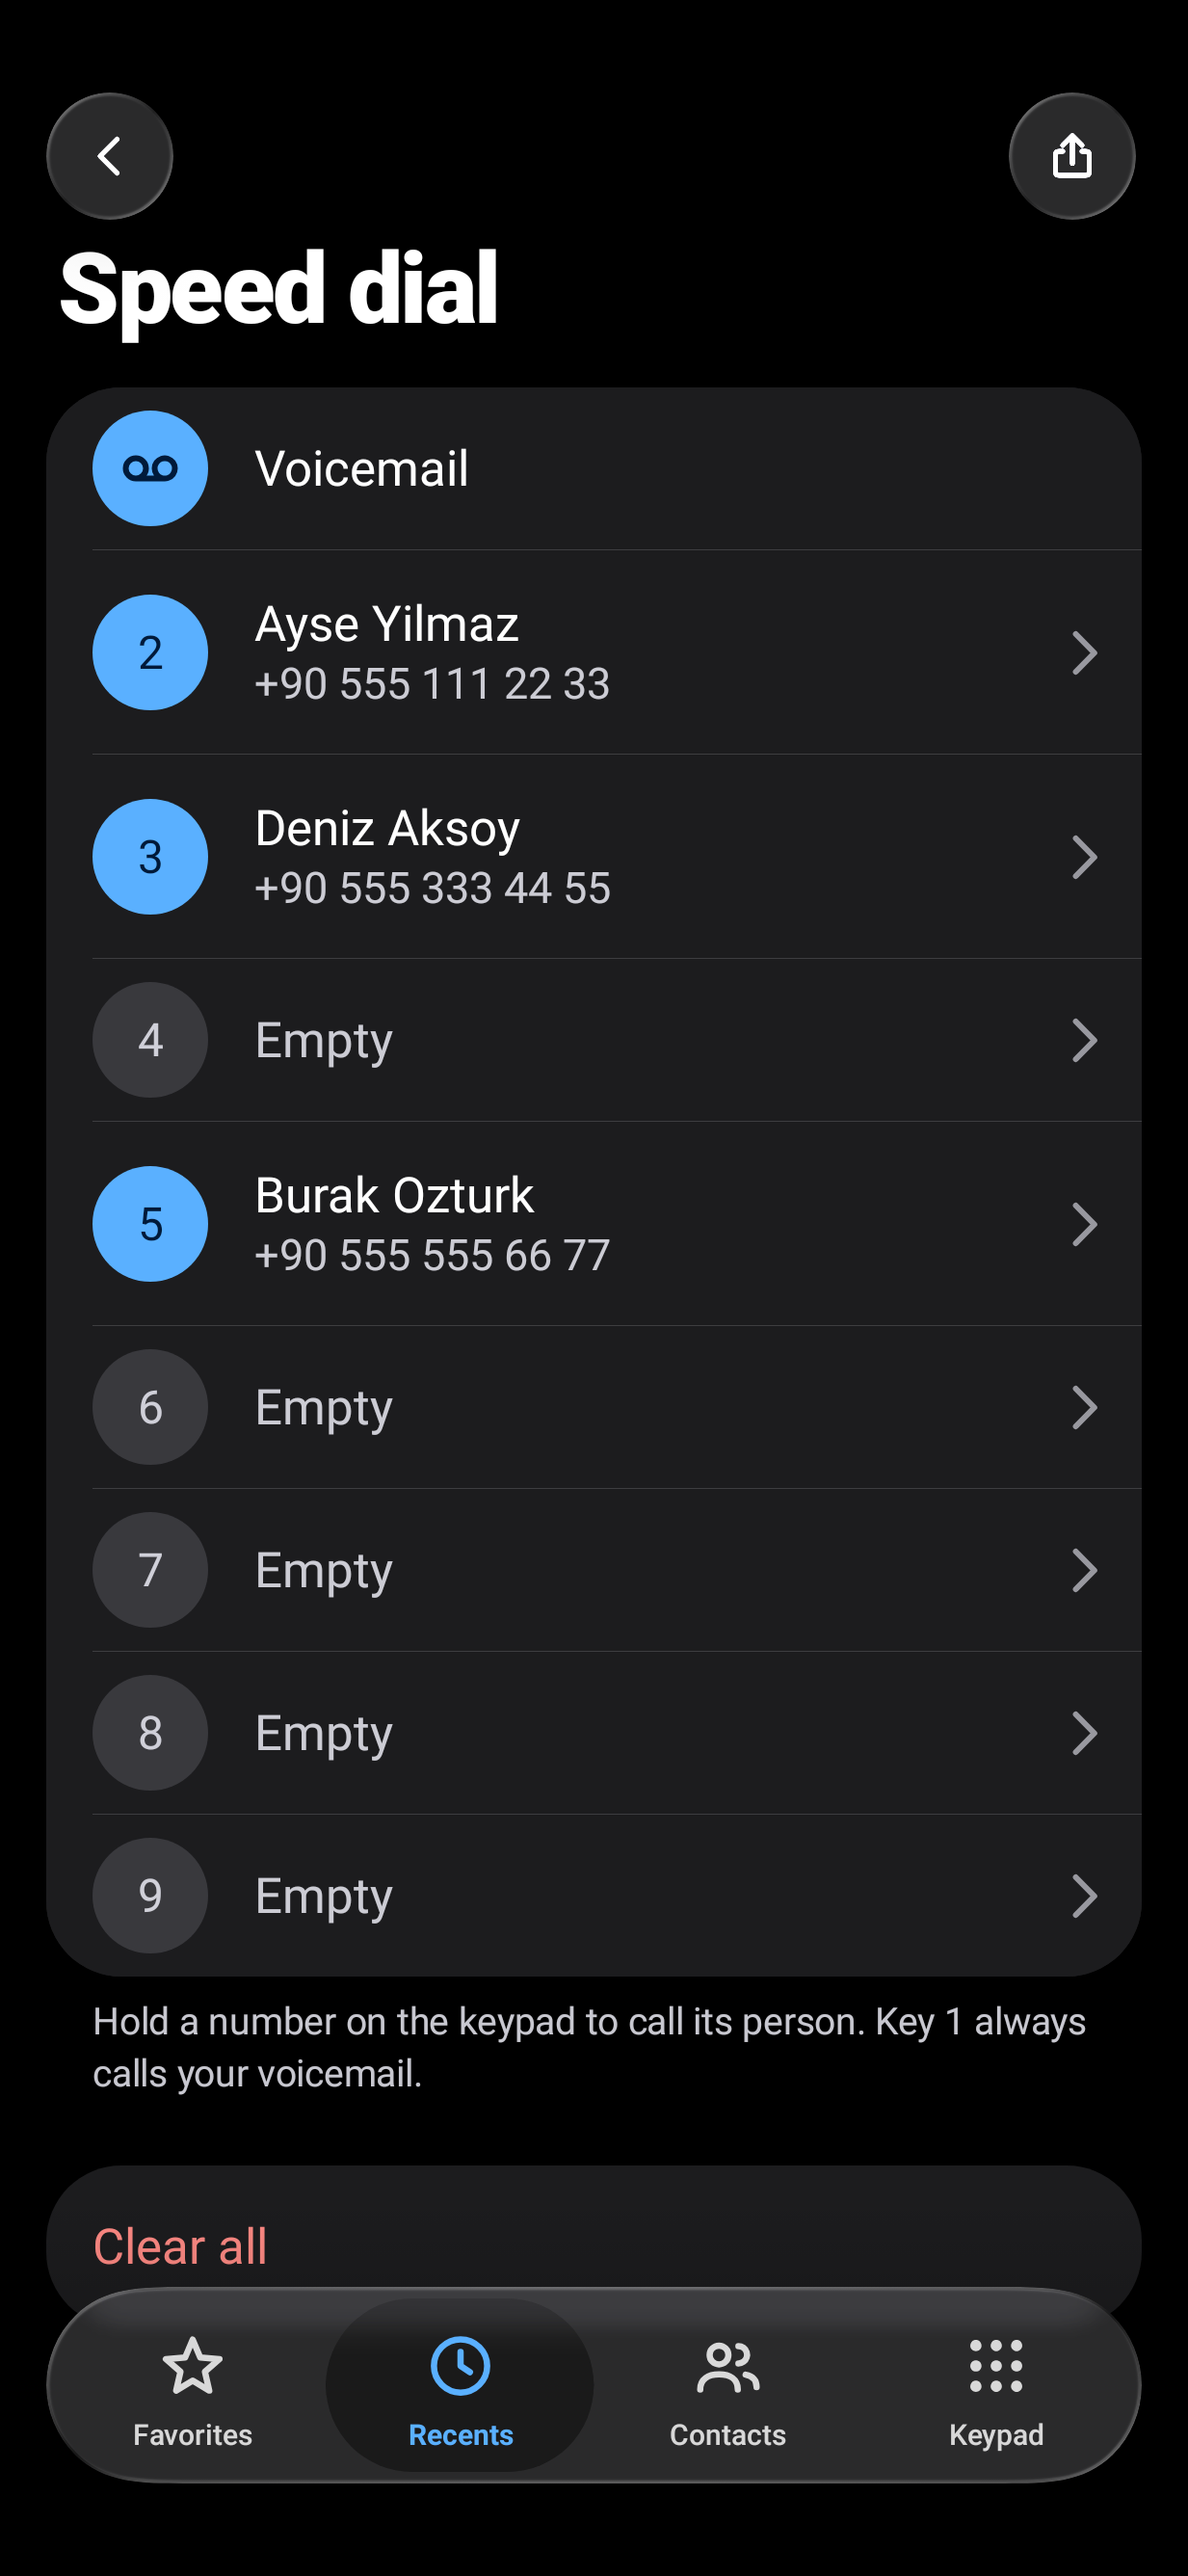 Speed dial
Voicemail
2
Ayse Yilmaz
+90 555 111 22 33
3
Deniz Aksoy
+90 555 333 44 55
4
Empty
5
Burak Ozturk
+90 555 555 66 77
6
Empty
7
Empty
8
Empty
9
Empty
Hold a number on the keypad to call its person. Key 1 always
calls your voicemail.
Clear all
Favorites
Recents
Contacts
Keypad